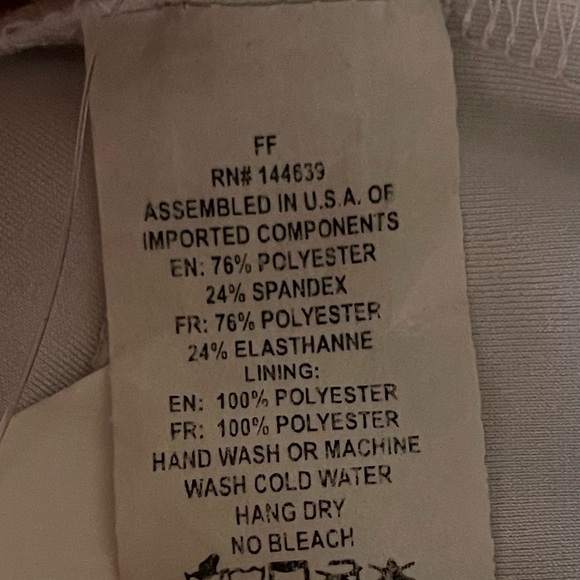 FF
RN# 144639
ASSEMBLED IN U.S.A. OF
IMPORTED COMPONENTS
EN: 76% POLYESTER
24% SPANDEX
FR: 76% POLYESTER
24% ELASTHANNE
LINING:
EN: 100% POLYESTER
FR: 100% POLYESTER
HAND WASH OR MACHINE
WASH COLD WATER
HANG DRY
NO BLEACH